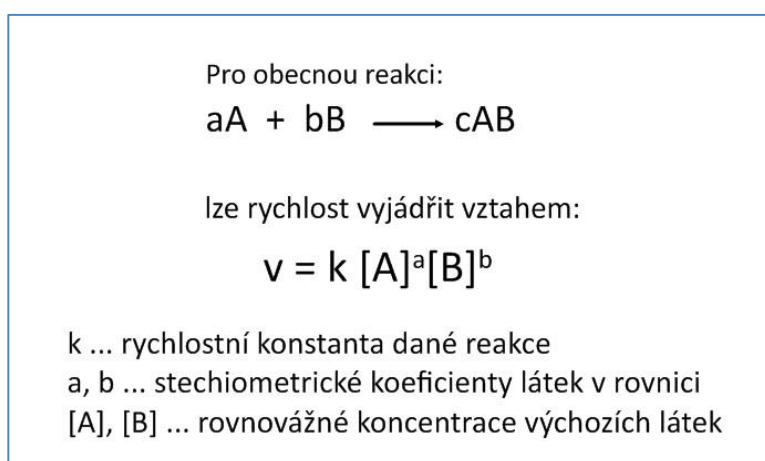 Pro obecnou reakci:
aA + bB ⟶ cAB
lze rychlost vyjádřit vztahem:
v = k [A]ᵃ[B]ᵇ
k ... rychlostní konstanta dané reakce
a, b ... stechiometrické koeficienty látek v rovnici
[A], [B] ... rovnovážné koncentrace výchozích látek